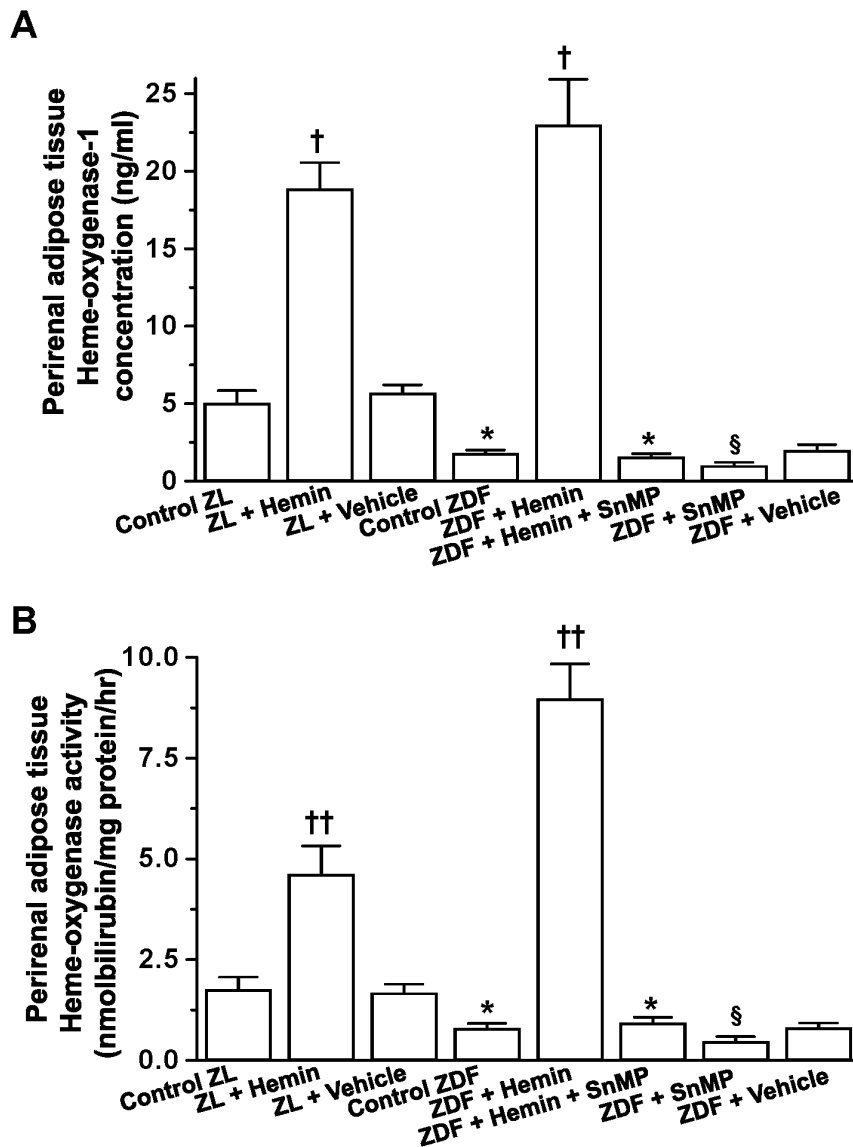 A
Perirenal adipose tissue
Heme-oxygenase-1
concentration (ng/ml)
25
20
15
10
5
0
†
†
*
*
§
Control ZL
ZL + Hemin
ZL + Vehicle
Control ZDF
ZDF + Hemin
ZDF + Hemin + SnMP
ZDF + SnMP
ZDF + Vehicle
B
Perirenal adipose tissue
Heme-oxygenase activity
(nmolbilirubin/mg protein/hr)
10.0
7.5
5.0
2.5
0.0
††
††
*
*
§
Control ZL
ZL + Hemin
ZL + Vehicle
Control ZDF
ZDF + Hemin
ZDF + Hemin + SnMP
ZDF + SnMP
ZDF + Vehicle